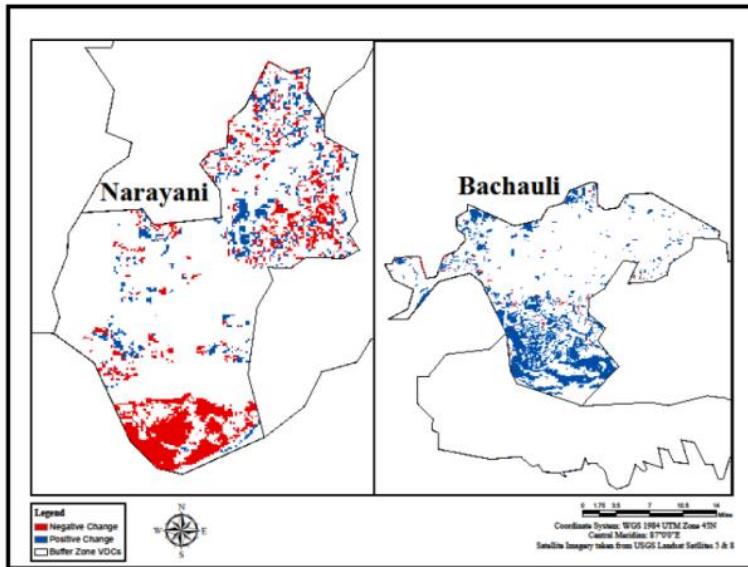 Narayani
Bachauli
Legend
Negative Change
Positive Change
Buffer Zone VDCs
N
W E
S
0 1.75 3.5 7 10.5 14
Miles
Coordinate System: WGS 1984 UTM Zone 45N
Central Meridian: 87°0'0"E
Satellite Imagery taken from USGS Landsat Satllites 5 & 8